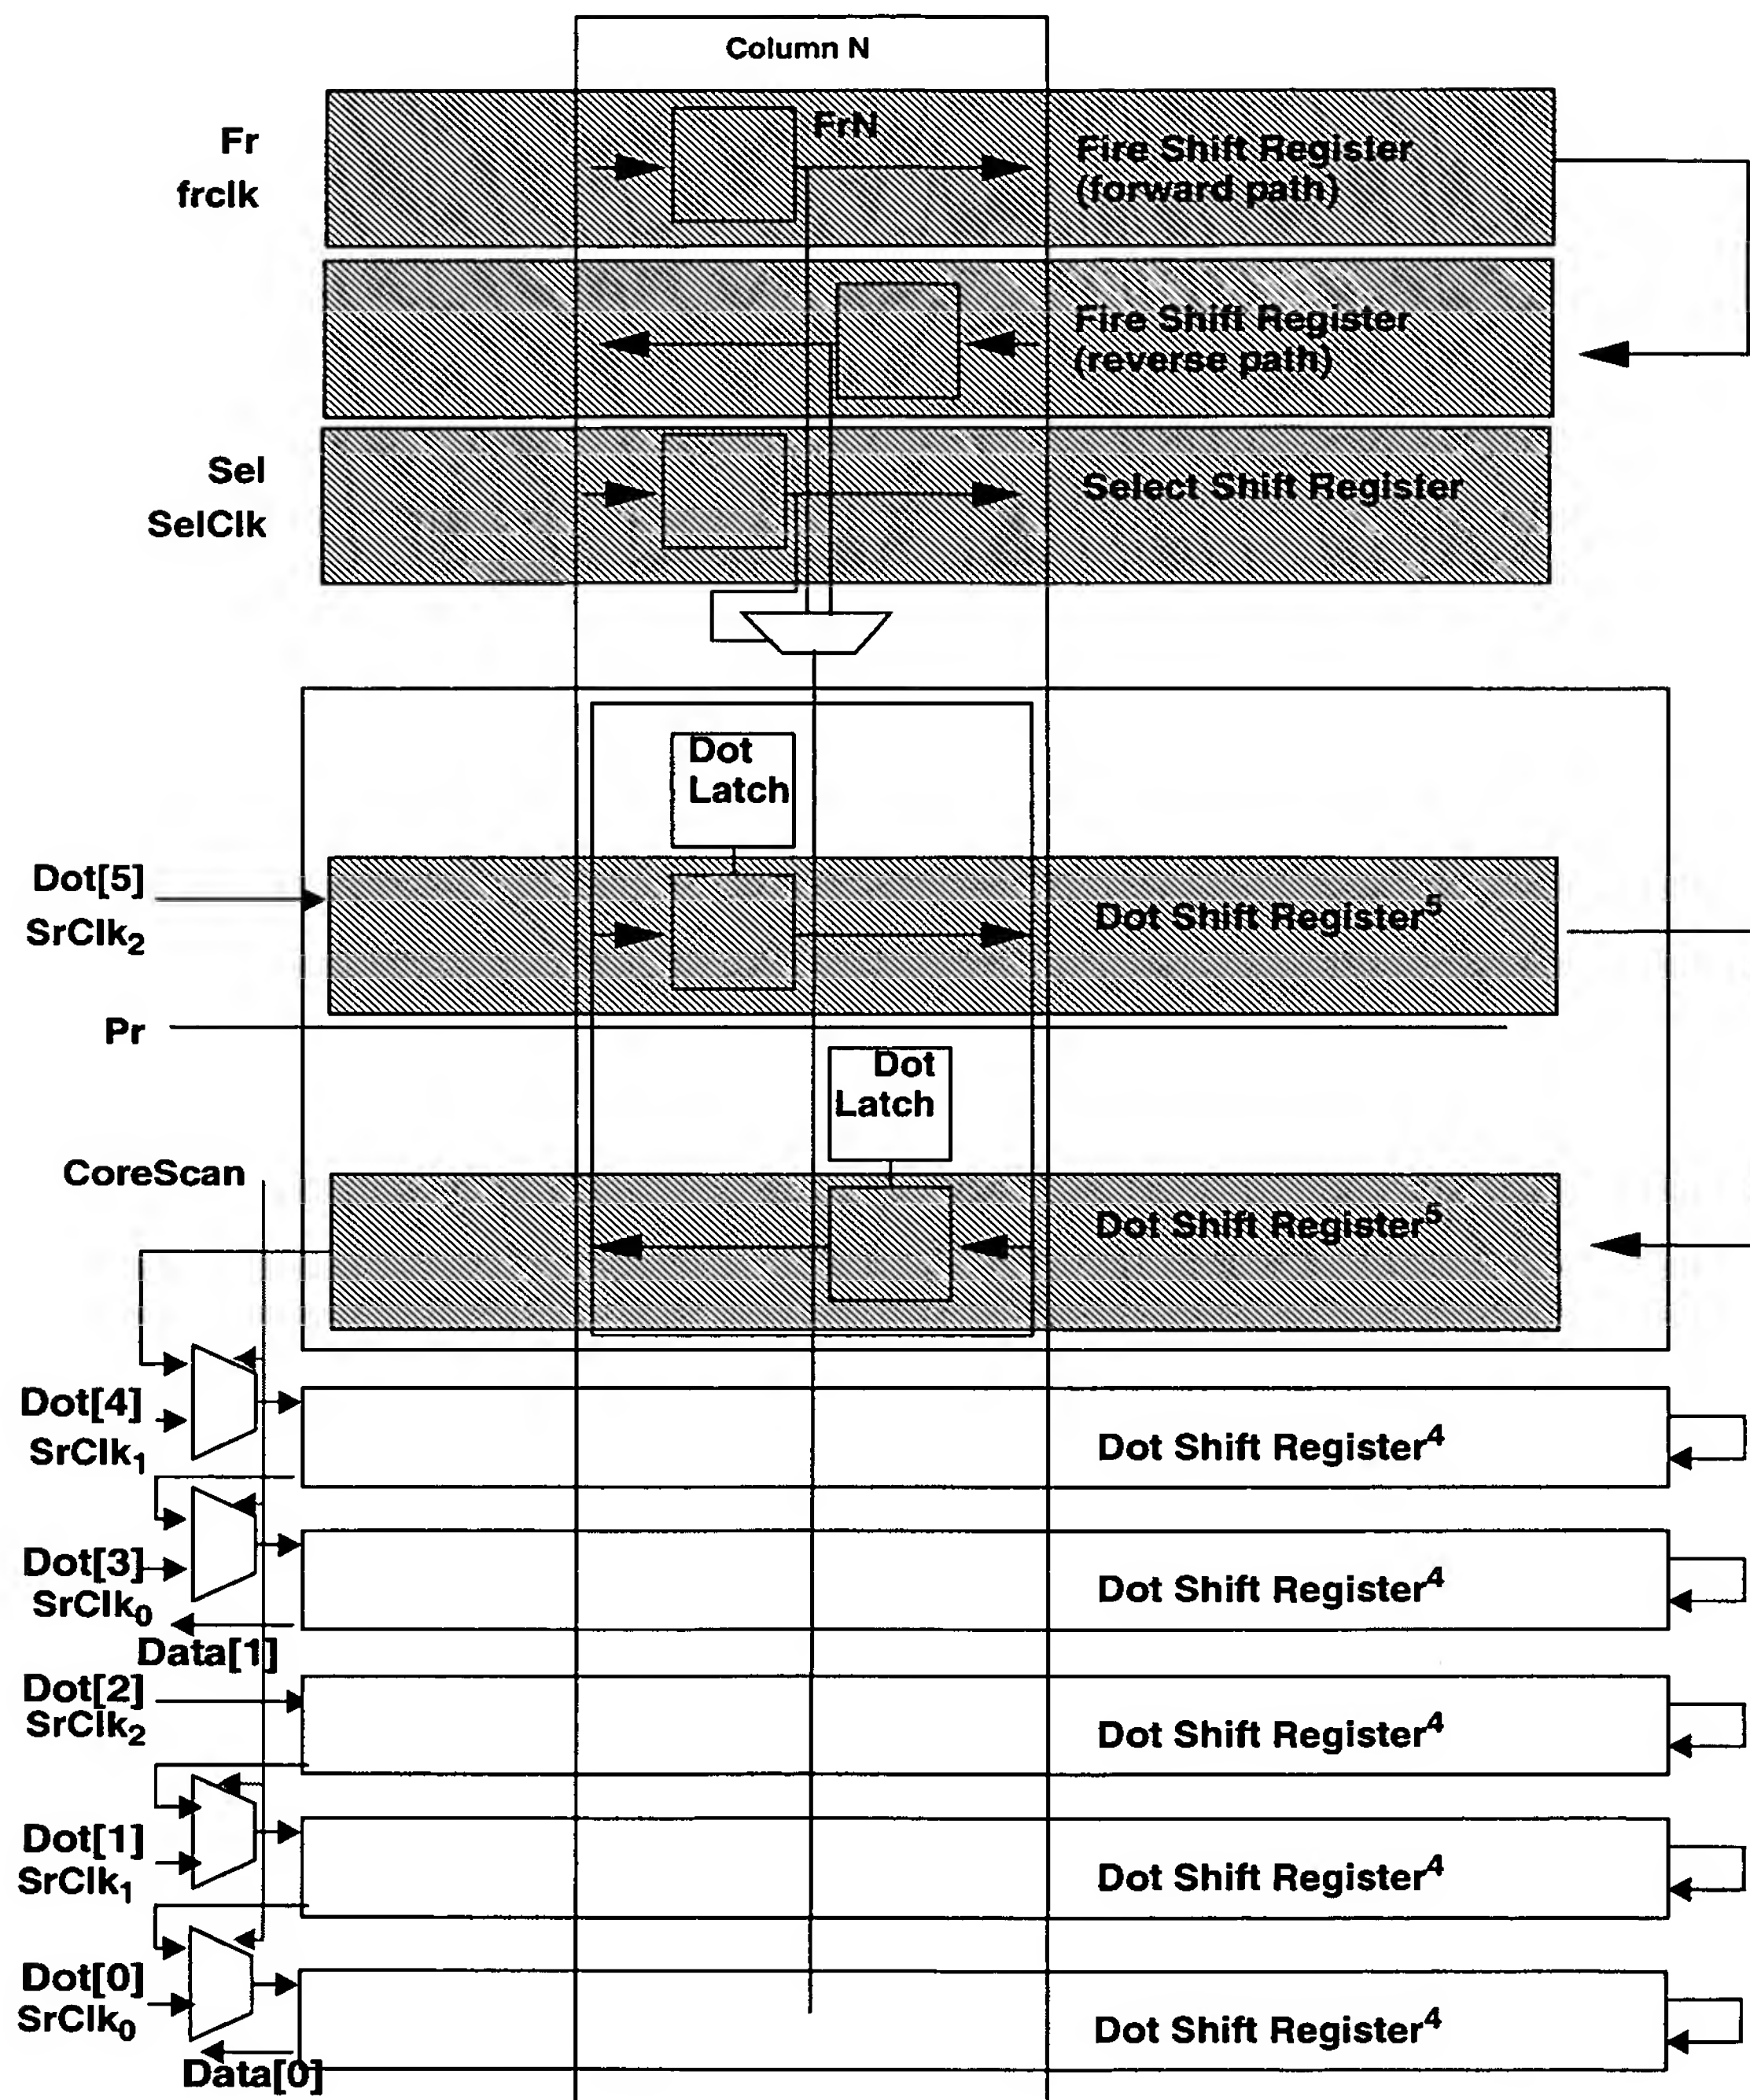 Column N
Fr
frclk
FrN
Fire Shift Register
(forward path)
Fire Shift Register
(reverse path)
Sel
SelClk
Select Shift Register
Dot
Latch
Dot[5]
SrClk2
Dot Shift Register5
Pr
Dot
Latch
CoreScan
Dot Shift Register5
Dot[4]
SrClk1
Dot Shift Register4
Dot[3]
SrClk0
Dot Shift Register4
Data[1]
Dot[2]
SrClk2
Dot Shift Register4
Dot[1]
SrClk1
Dot Shift Register4
Dot[0]
SrClk0
Dot Shift Register4
Data[0]